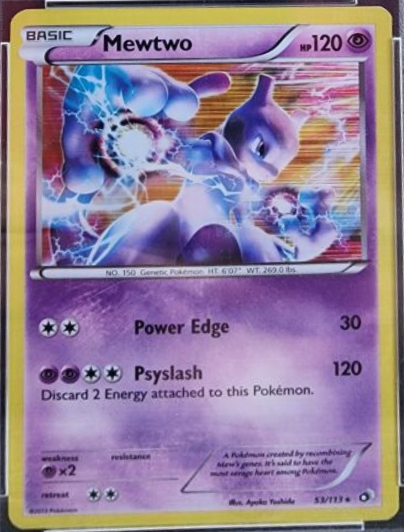 BASIC
Mewtwo
HP120
NO. 150 Genetic Pokémon HT: 6'07" WT: 269.0 lbs.
Power Edge 30
Psyslash 120
Discard 2 Energy attached to this Pokémon.
weakness resistance
×2
retreat
A Pokémon created by recombining
Mew's genes. It's said to have the
most savage heart among Pokémon.
Illus. Ayaka Yoshida 53/113 ★
©2013 Pokémon